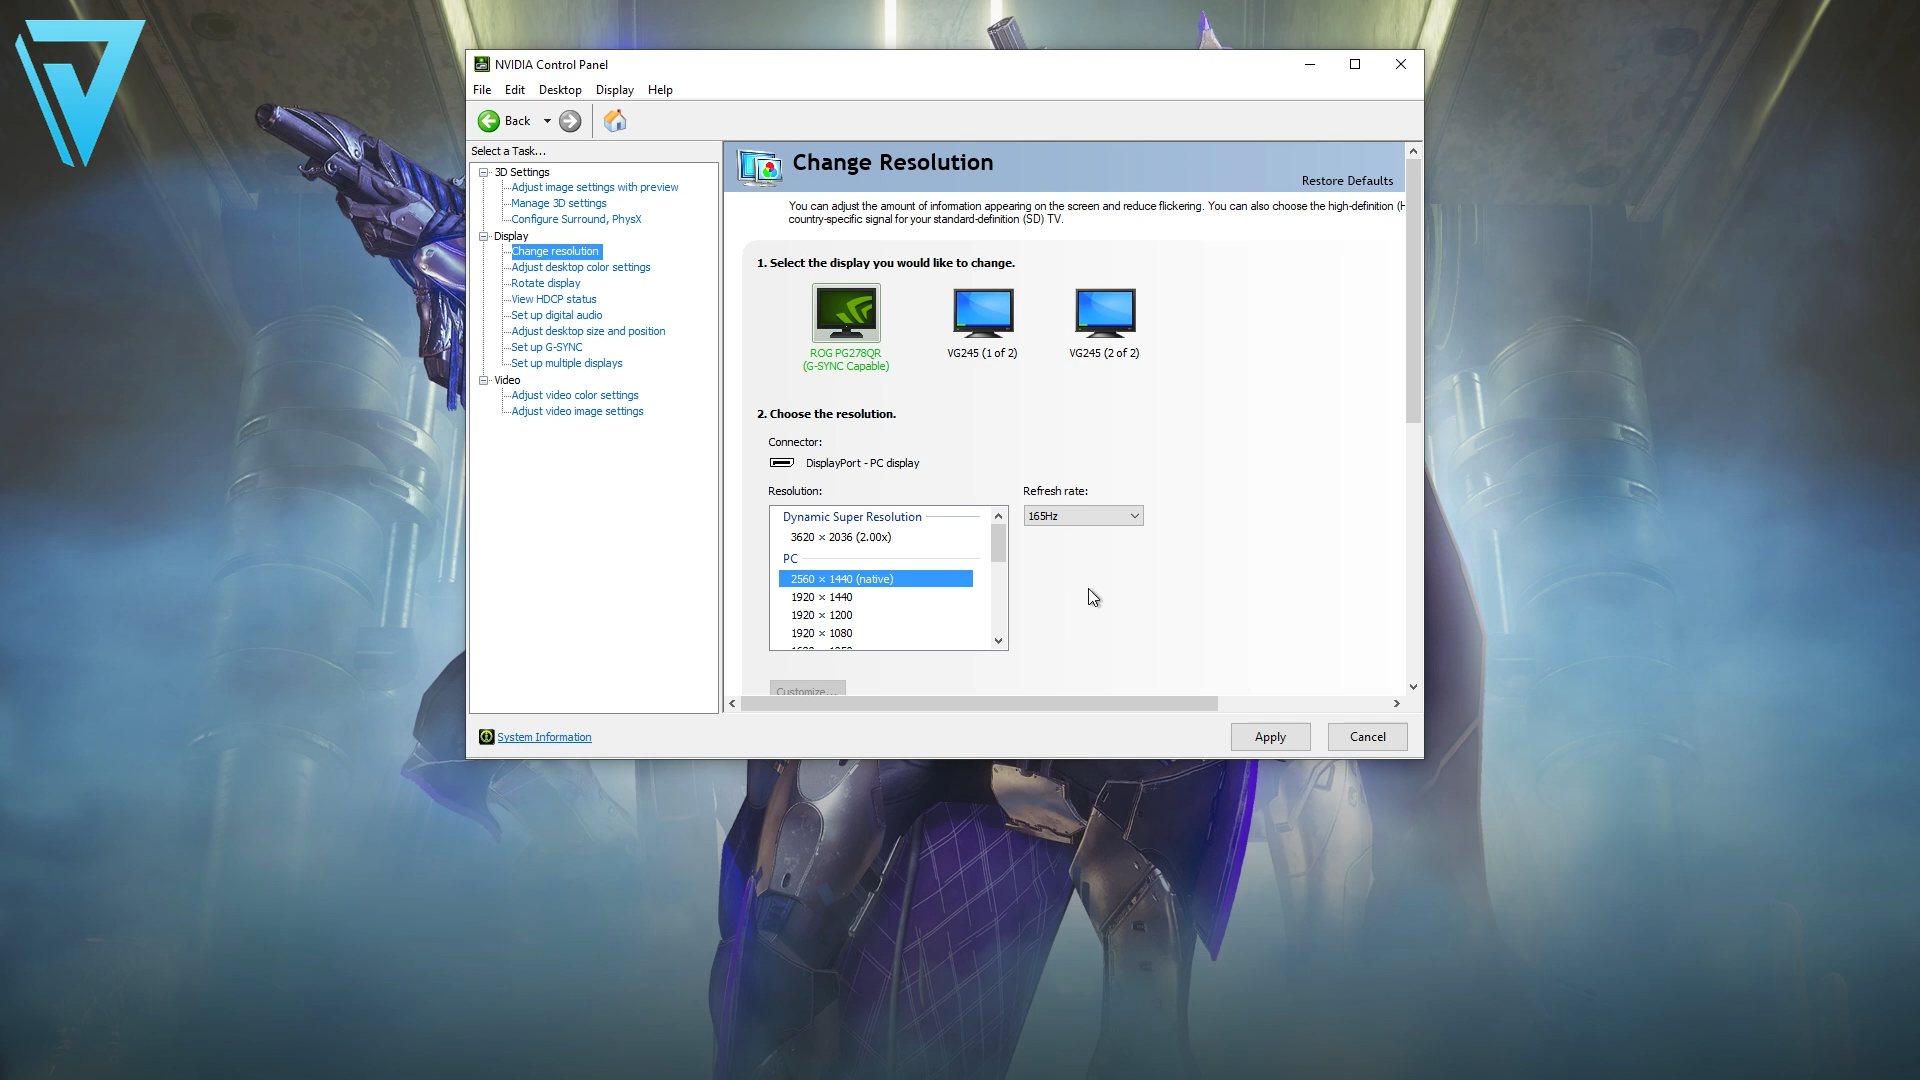 NVIDIA Control Panel
File Edit Desktop Display Help
Back
Select a Task...
3D Settings
Adjust image settings with preview
Manage 3D settings
Configure Surround, PhysX
Display
Change resolution
Adjust desktop color settings
Rotate display
View HDCP status
Set up digital audio
Adjust desktop size and position
Set up G-SYNC
Set up multiple displays
Video
Adjust video color settings
Adjust video image settings
Change Resolution
Restore Defaults
You can adjust the amount of information appearing on the screen and reduce flickering. You can also choose the high-definition (H
country-specific signal for your standard-definition (SD) TV.
1. Select the display you would like to change.
ROG PG278QR
(G-SYNC Capable)
VG245 (1 of 2)
VG245 (2 of 2)
2. Choose the resolution.
Connector:
DisplayPort - PC display
Resolution:
Refresh rate:
Dynamic Super Resolution
3620 × 2036 (2.00x)
PC
2560 × 1440 (native)
1920 × 1440
1920 × 1200
1920 × 1080
165Hz
Customize...
System Information
Apply
Cancel